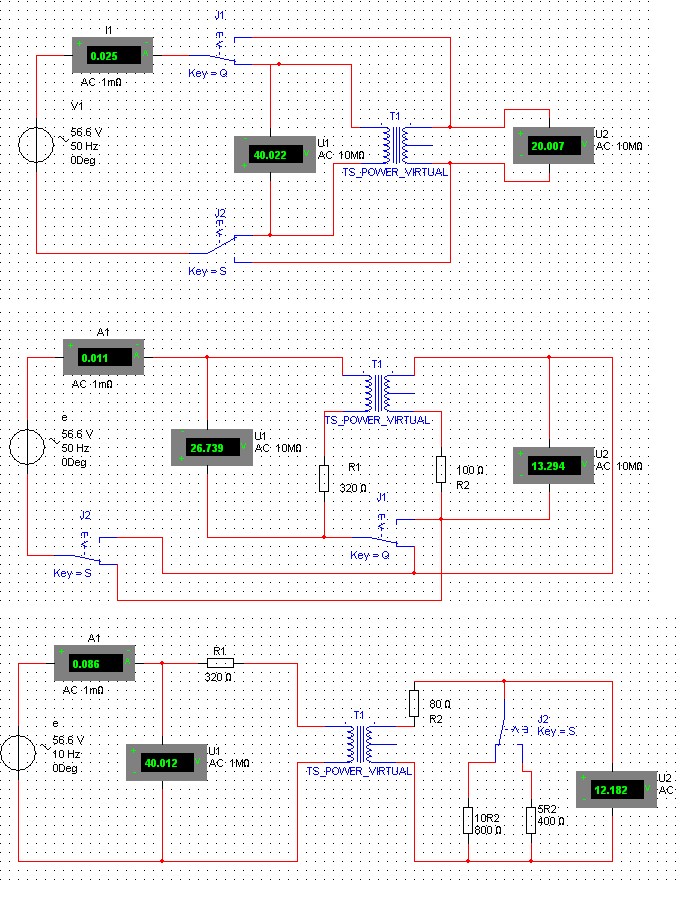 J1
I1
0.025
AC 1mΩ
Key = Q
V1
56.6 V
50 Hz
0Deg
T1
U1
AC 10MΩ
40.022
V
U2
AC 10MΩ
20.007
TS_POWER_VIRTUAL
J2
Key = S
A1
0.011
A
AC 1mΩ
T1
TS_POWER_VIRTUAL
e
56.6 V
50 Hz
0Deg
U1
AC 10MΩ
26.739
V
R1
320 Ω
100 Ω
R2
U2
AC 10MΩ
13.294
V
J1
Key = Q
J2
Key = S
A1
0.086
A
AC 1mΩ
R1
320 Ω
e
56.6 V
10 Hz
0Deg
U1
AC 1MΩ
40.012
V
T1
TS_POWER_VIRTUAL
80 Ω
R2
J2
Key = S
U2
AC
12.182
V
10R2
800 Ω
5R2
400 Ω